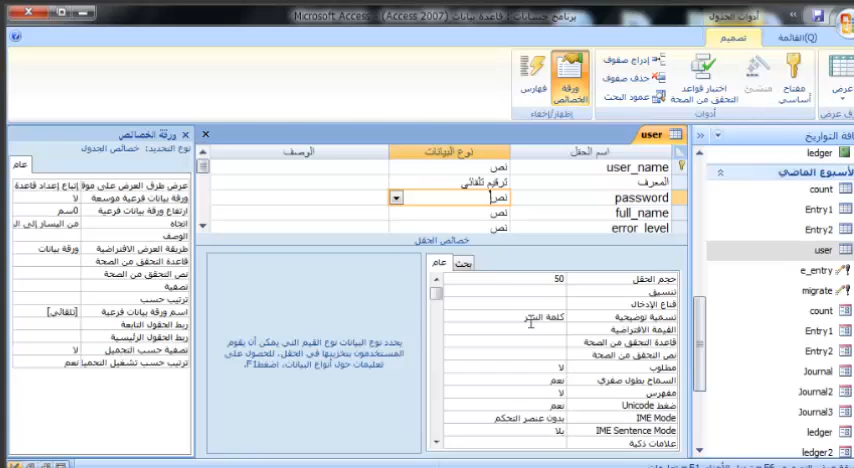 برنامج حسابات : قاعدة بيانات (Access 2007) - Microsoft Access
أدوات الجدول
القائمة (Q)
تصميم
عرض
مفتاح أساسي
منشئ
اختبار قواعد التحقق من الصحة
إدراج صفوف
حذف صفوف
عمود البحث
ورقة الخصائص
فهارس
أدوات
إظهار/إخفاء
كافة التواريخ
ledger
الأسبوع الماضي
count
Entry1
Entry2
user
e_entry
migrate
count
Entry1
Entry2
Journal
Journal2
Journal3
ledger
ledger2
user
اسم الحقل نوع البيانات الوصف
user_name نص
المعرف ترقيم تلقائي
password نص
full_name نص
error_level نص
خصائص الحقل
عام بحث
حجم الحقل 50
تنسيق
قناع الإدخال
تسمية توضيحية كلمة السر
القيمة الافتراضية
قاعدة التحقق من الصحة
نص التحقق من الصحة
مطلوب لا
السماح بطول صفري نعم
مفهرس لا
ضغط Unicode نعم
IME Mode بدون عنصر التحكم
IME Sentence Mode بلا
علامات ذكية
يحدد نوع البيانات نوع القيم التي يمكن أن يقوم
المستخدمون بتخزينها في الحقل. للحصول على
تعليمات حول أنواع البيانات، اضغط F1.
ورقة الخصائص
نوع التحديد: خصائص الجدول
عام
عرض طرق العرض على موقع إتباع إعداد قاعدة
ورقة بيانات فرعية موسعة لا
ارتفاع ورقة بيانات فرعية 0سم
اتجاه من اليسار إلى
الوصف
طريقة العرض الافتراضية ورقة بيانات
قاعدة التحقق من الصحة
نص التحقق من الصحة
تصفية
ترتيب حسب
اسم ورقة بيانات فرعية [تلقائي]
ربط الحقول التابعة
ربط الحقول الرئيسية
تصفية حسب التحميل لا
ترتيب حسب تشغيل التحميل نعم